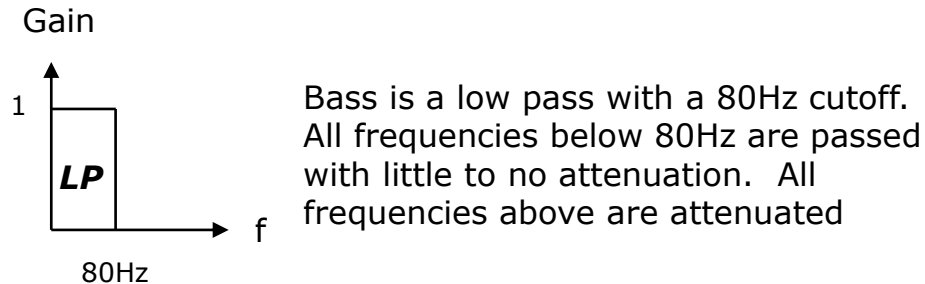 Gain
1
LP
f
80Hz
Bass is a low pass with a 80Hz cutoff.
All frequencies below 80Hz are passed
with little to no attenuation.  All
frequencies above are attenuated